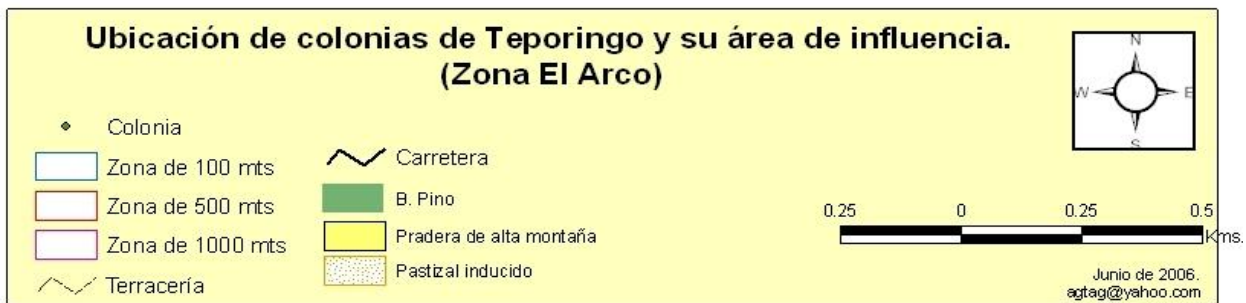 Ubicación de colonias de Teporingo y su área de influencia.
(Zona El Arco)
N
W E
S
Colonia
Zona de 100 mts
Zona de 500 mts
Zona de 1000 mts
Terracería
Carretera
B. Pino
Pradera de alta montaña
Pastizal inducido
0.25 0 0.25 0.5
Kms.
Junio de 2006.
agtag@yahoo.com